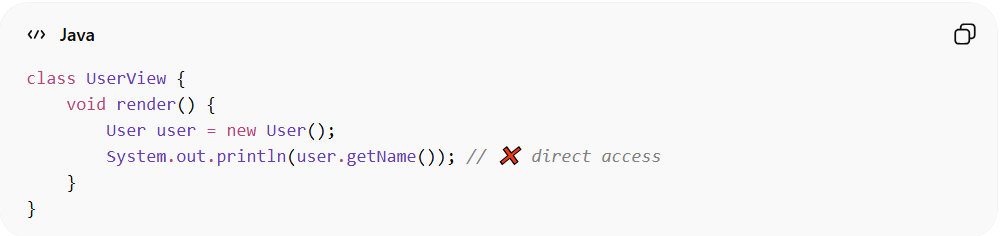 </> Java
class UserView {
    void render() {
        User user = new User();
        System.out.println(user.getName()); // ❌ direct access
    }
}